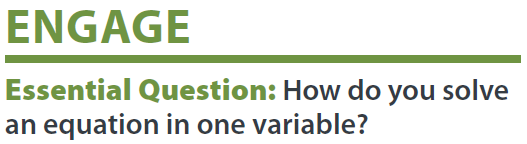 ENGAGE
Essential Question: How do you solve
an equation in one variable?